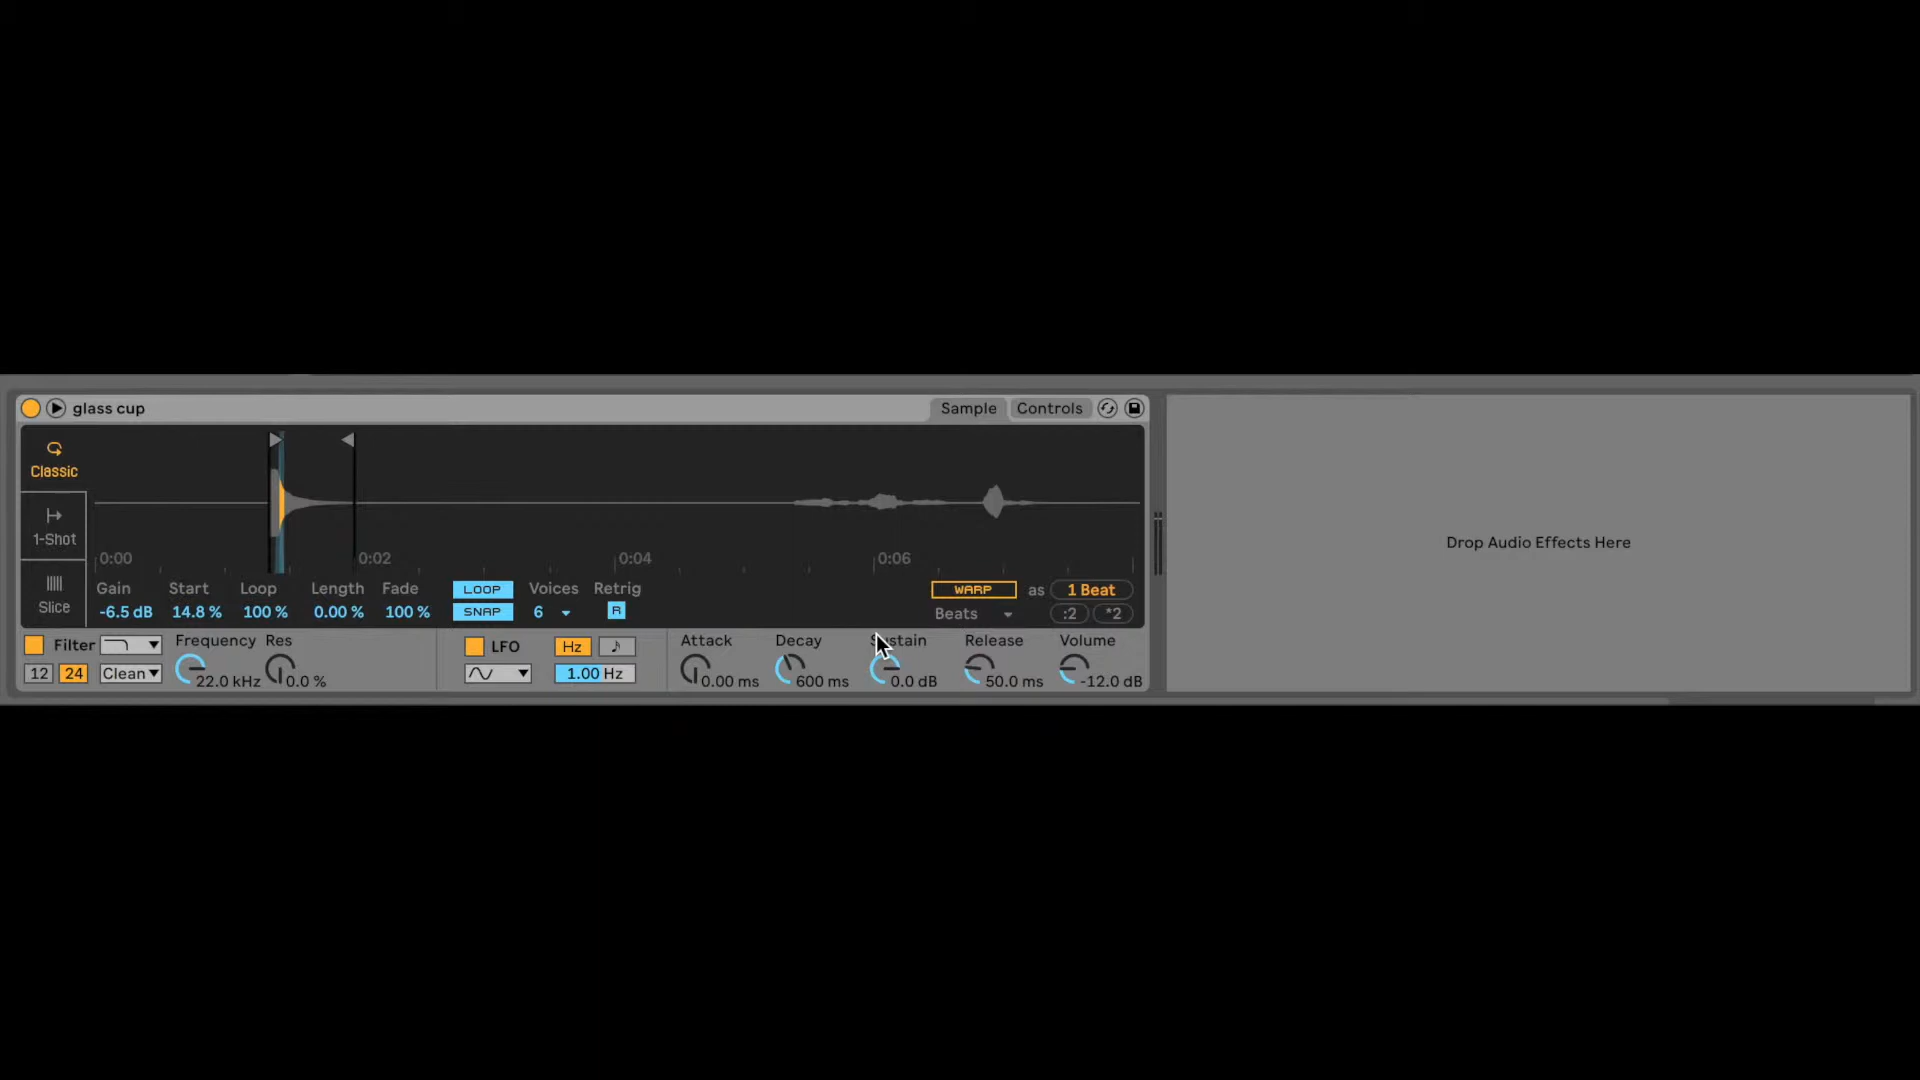 glass cup Sample Controls
Classic
1-Shot
Slice
0:00 0:02 0:04 0:06
Gain Start Loop Length Fade LOOP Voices Retrig WARP as 1 Beat
-6.5 dB 14.8 % 100 % 0.00 % 100 % SNAP 6 R Beats :2 *2
Filter Frequency Res LFO Hz Attack Decay Sustain Release Volume
12 24 Clean 22.0 kHz 0.0 % 1.00 Hz 0.00 ms 600 ms 0.0 dB 50.0 ms -12.0 dB
Drop Audio Effects Here